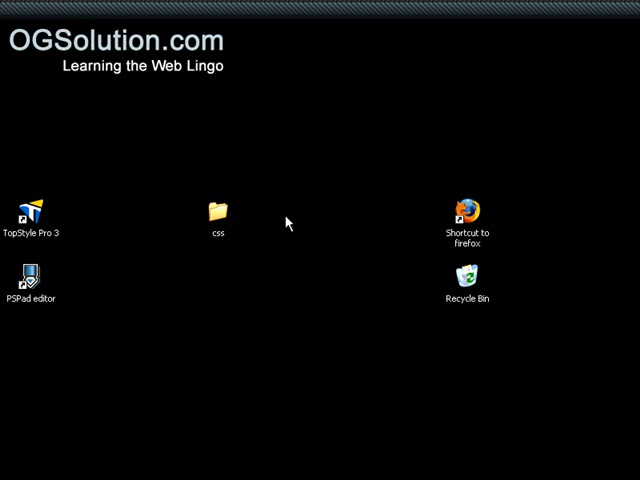 OGSolution.com
Learning the Web Lingo
TopStyle Pro 3
css
Shortcut to
firefox
PSPad editor
Recycle Bin